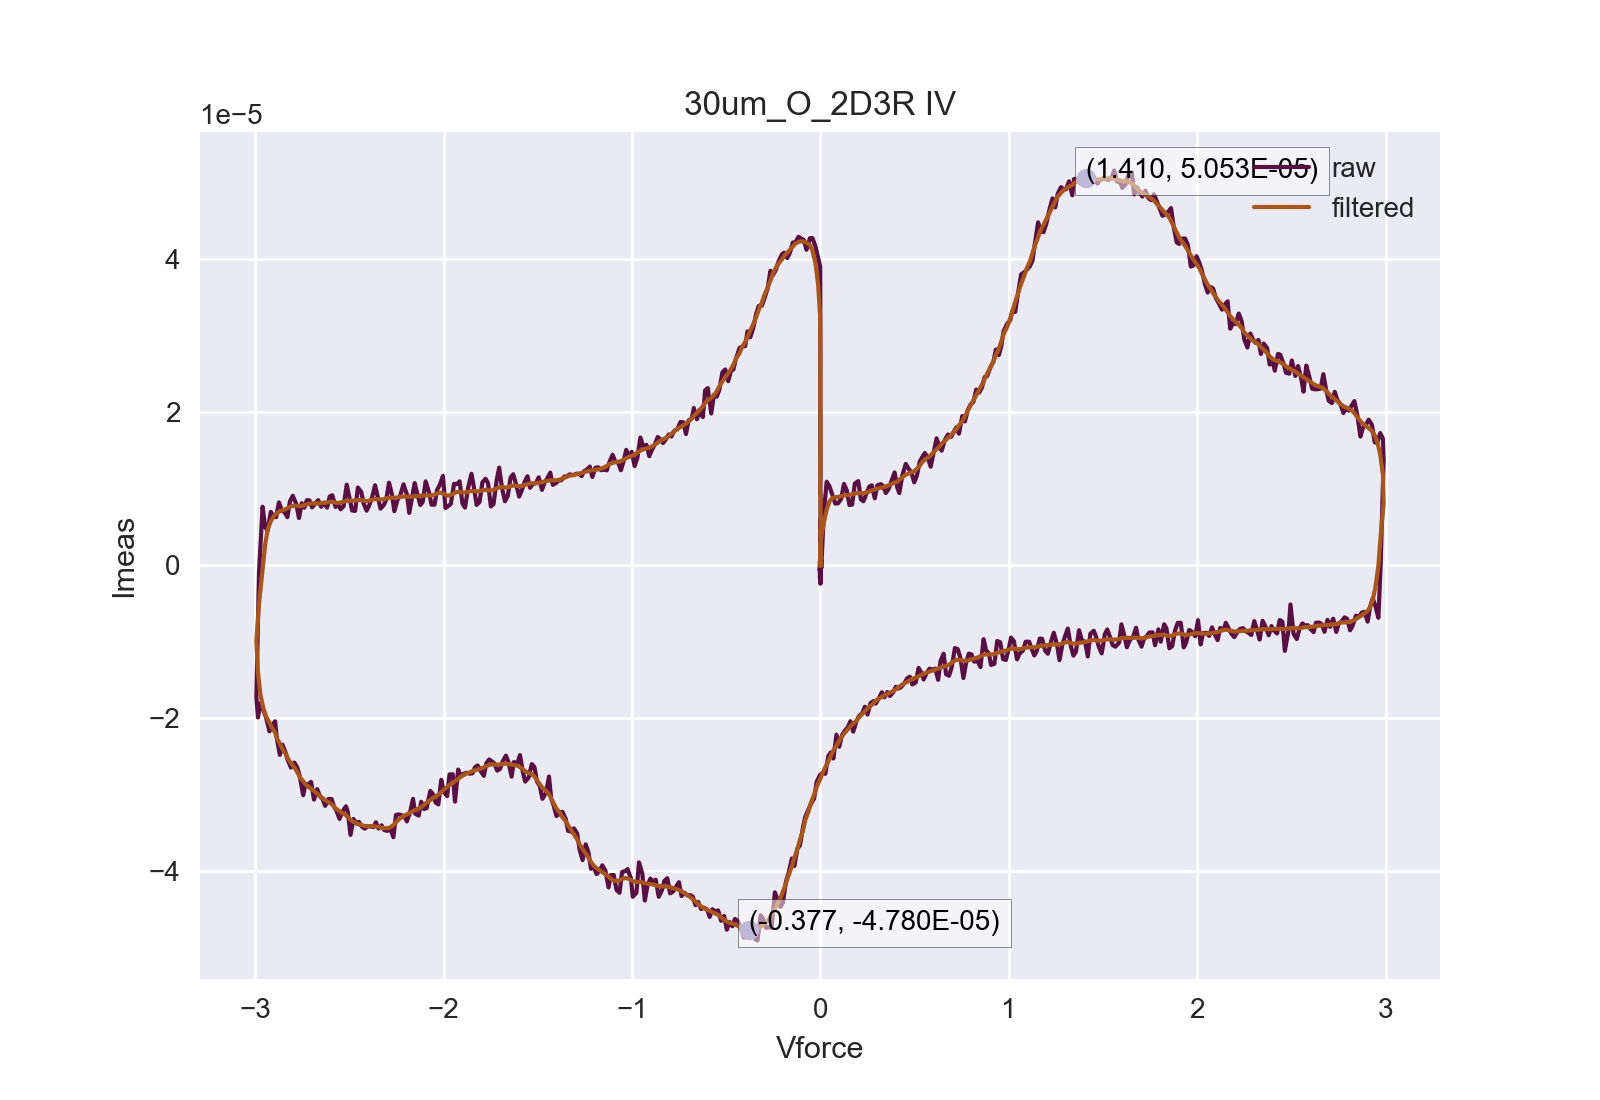 30um_O_2D3R IV
1e−5
(1.410, 5.053E-05)
raw
filtered
4
2
0
−2
−4
Imeas
(-0.377, -4.780E-05)
−3 −2 −1 0 1 2 3
Vforce